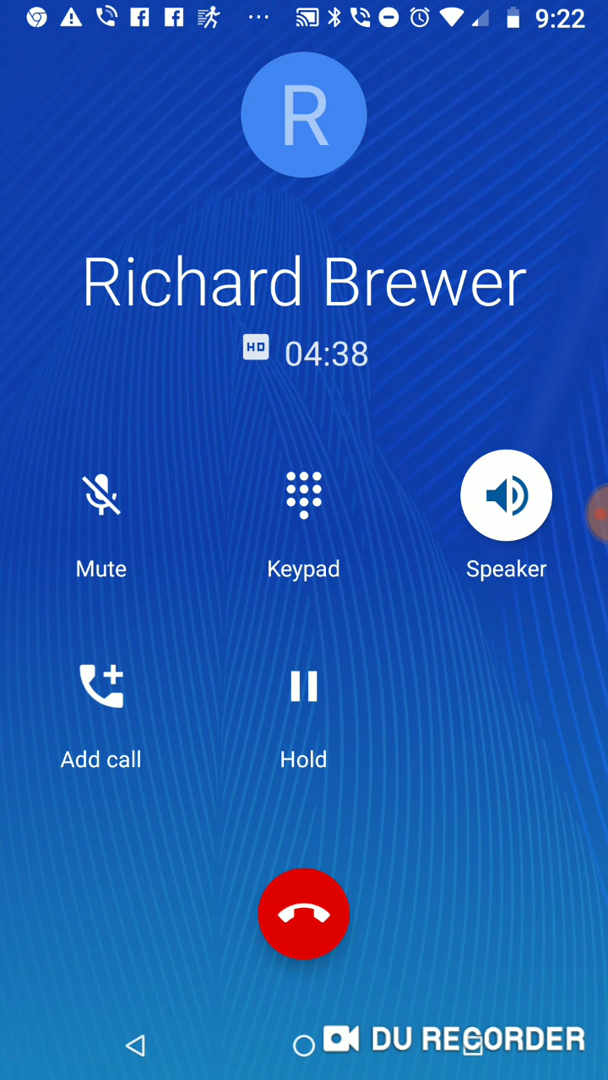 9:22
R
Richard Brewer
HD 04:38
Mute Keypad Speaker
Add call Hold
DU RECORDER